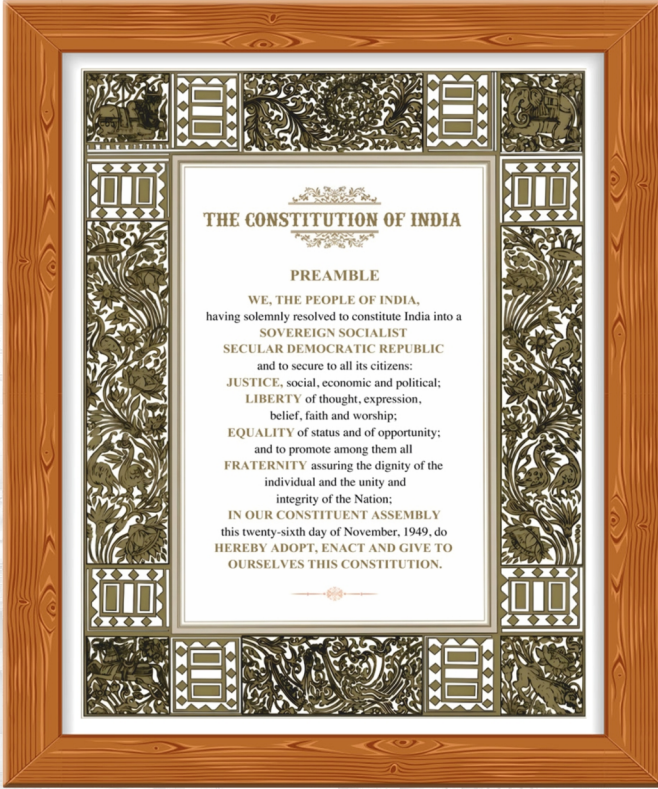 THE CONSTITUTION OF INDIA
PREAMBLE
WE, THE PEOPLE OF INDIA,
having solemnly resolved to constitute India into a
SOVEREIGN SOCIALIST
SECULAR DEMOCRATIC REPUBLIC
and to secure to all its citizens:
JUSTICE, social, economic and political;
LIBERTY of thought, expression,
belief, faith and worship;
EQUALITY of status and of opportunity;
and to promote among them all
FRATERNITY assuring the dignity of the
individual and the unity and
integrity of the Nation;
IN OUR CONSTITUENT ASSEMBLY
this twenty-sixth day of November, 1949, do
HEREBY ADOPT, ENACT AND GIVE TO
OURSELVES THIS CONSTITUTION.